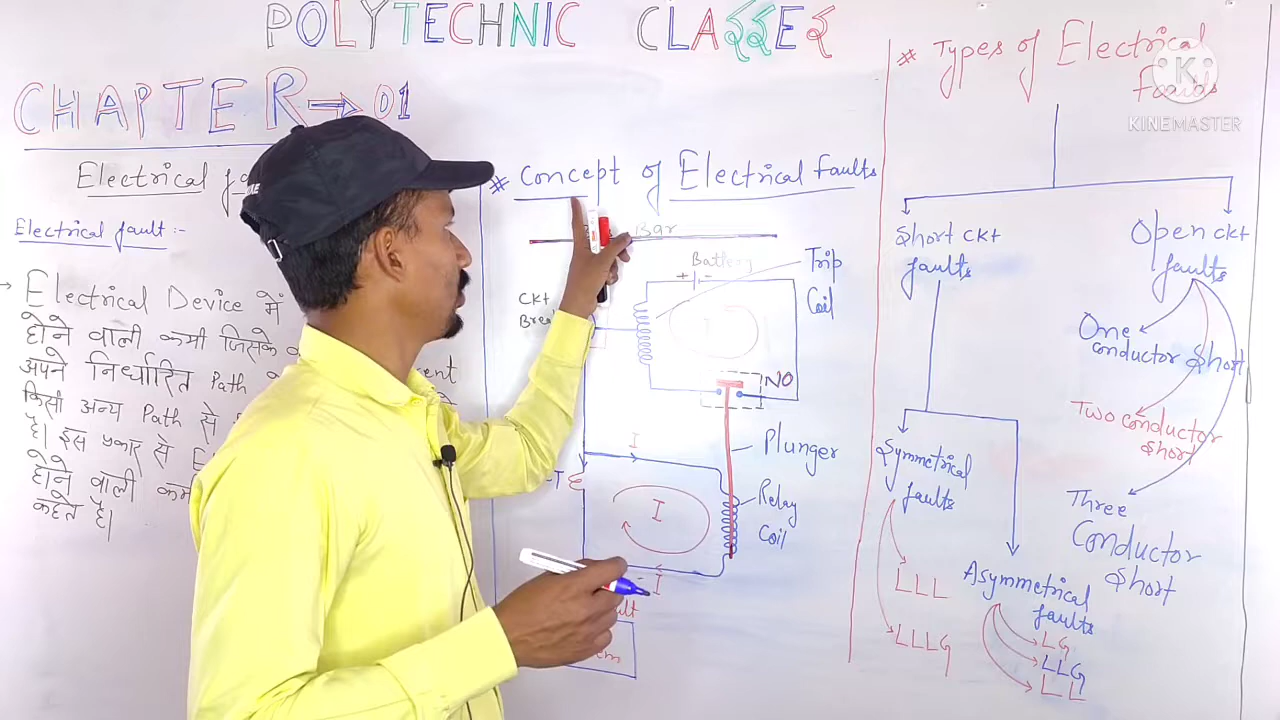 POLYTECHNIC CLASSES
CHAPTER → 01
Electrical
Electrical fault :-
→ Electrical Device में
होने वाली कमी जिसके
अपने निर्धारित Path
किसी अन्य Path से
है। इस प्रकार से
होने वाली
कहते है।
# Concept of Electrical Faults
Bar
Battery
+ -
Trip
Coil
Ckt
NO
I
Plunger
I
Relay
Coil
I
# Types of Electrical
Short ckt
faults
Open ckt
faults
One
conductor Short
Two conductor
Short
Three
Conductor
Short
Symmetrical
faults
LLL
LLLG
Asymmetrical
faults
LG
LLG
LL
KINEMASTER